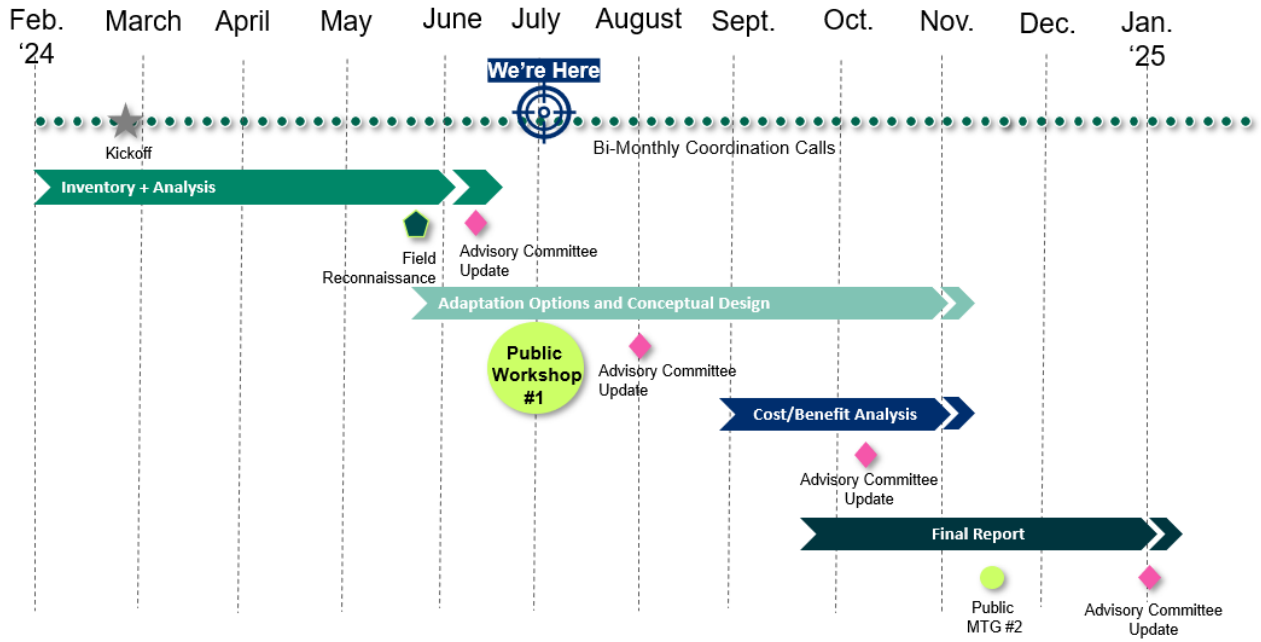 Feb. March April May June July August Sept. Oct. Nov. Dec. Jan.
‘24 ‘25
We’re Here
Kickoff
Bi-Monthly Coordination Calls
Inventory + Analysis
Field
Reconnaissance
Advisory Committee
Update
Adaptation Options and Conceptual Design
Public
Workshop
#1
Advisory Committee
Update
Cost/Benefit Analysis
Advisory Committee
Update
Final Report
Public
MTG #2
Advisory Committee
Update